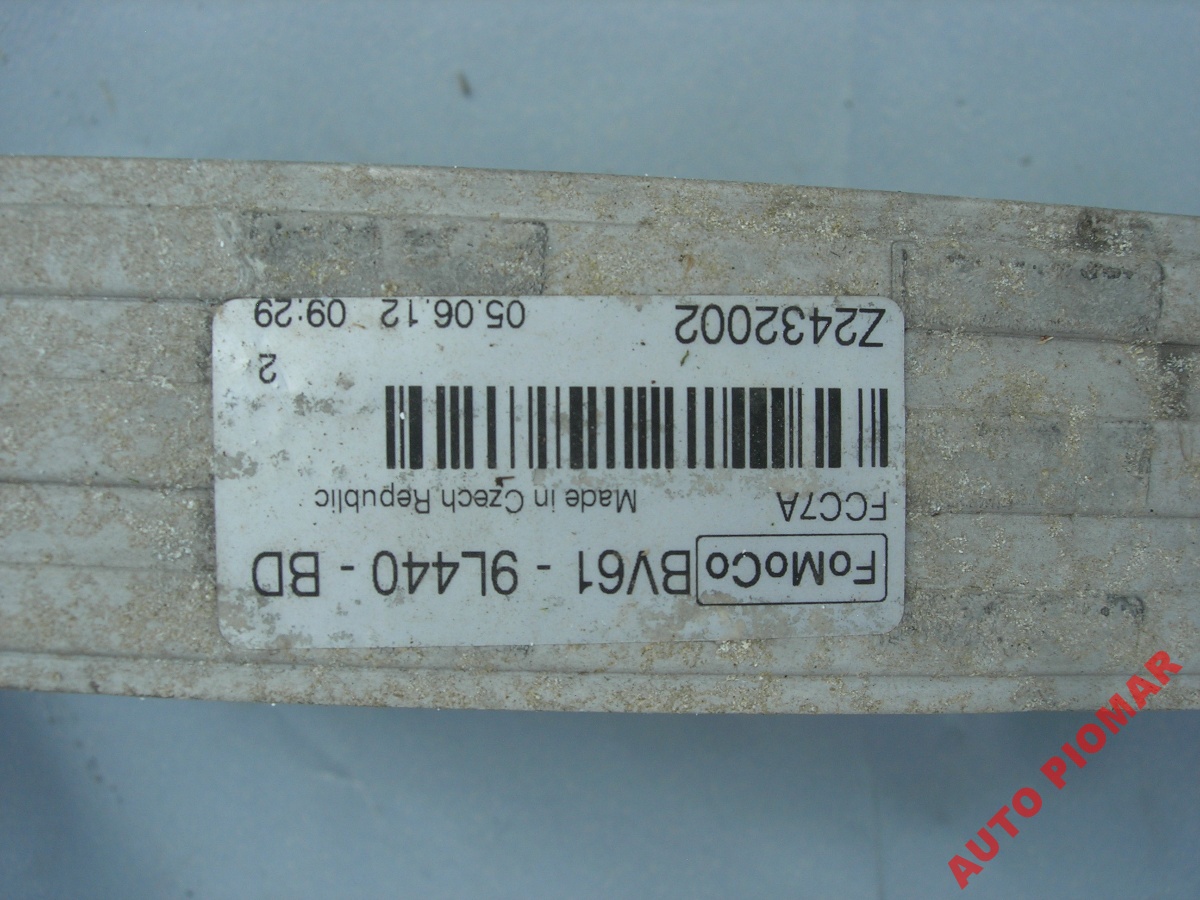 FoMoCo BV61 - 9L440 - BD
FCC7A Made in Czech Republic
2
Z2432002 05.06.12 09:29
AUTO PIOMAR